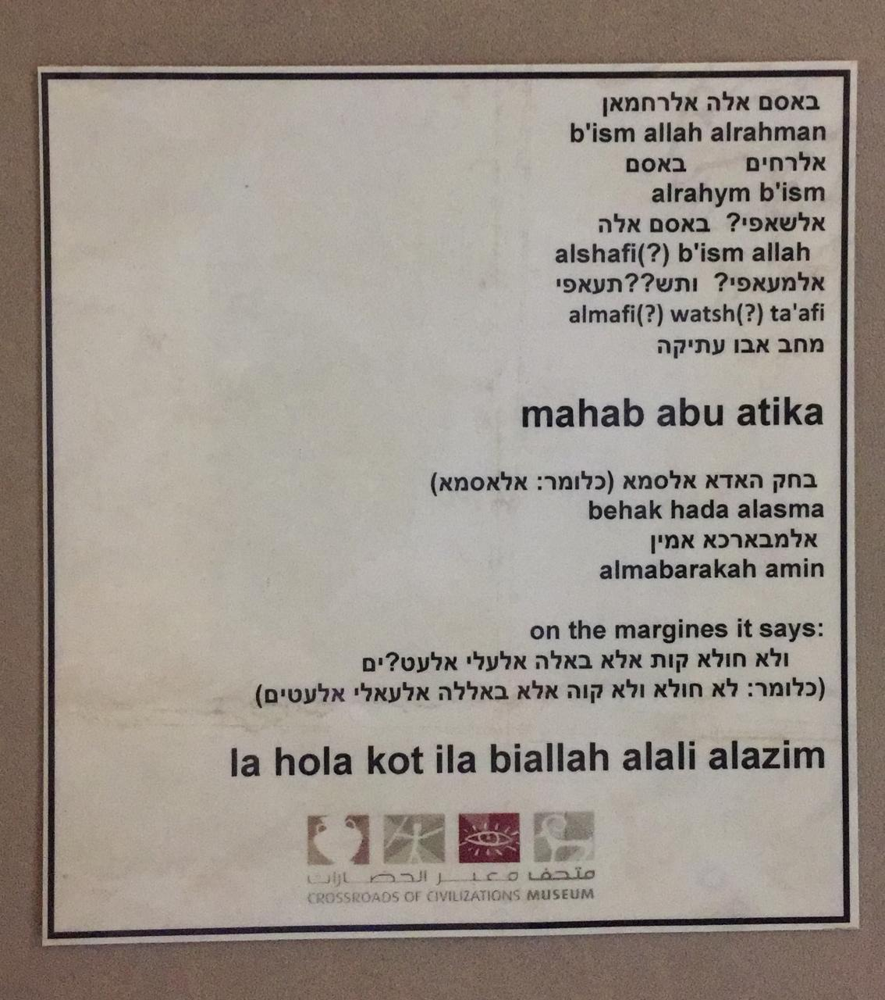 באסם אלה אלרחמאן
b'ism allah alrahman
אלרחים באסם
alrahym b'ism
אלשאפי? באסם אלה
alshafi(?) b'ism allah
אלמעאפי? ותש??תעאפי
almafi(?) watsh(?) ta'afi
מחב אבו עתיקה
mahab abu atika
בחק האדא אלסמא (כלומר: אלאסמא)
behak hada alasma
אלמבארכא אמין
almabarakah amin
on the margines it says:
ולא חולא קות אלא באלה אלעלי אלעט?ים
(כלומר: לא חולא ולא קוה אלא באללה אלעאלי אלעטים)
la hola kot ila biallah alali alazim
متحف معبر الحضارات
CROSSROADS OF CIVILIZATIONS MUSEUM